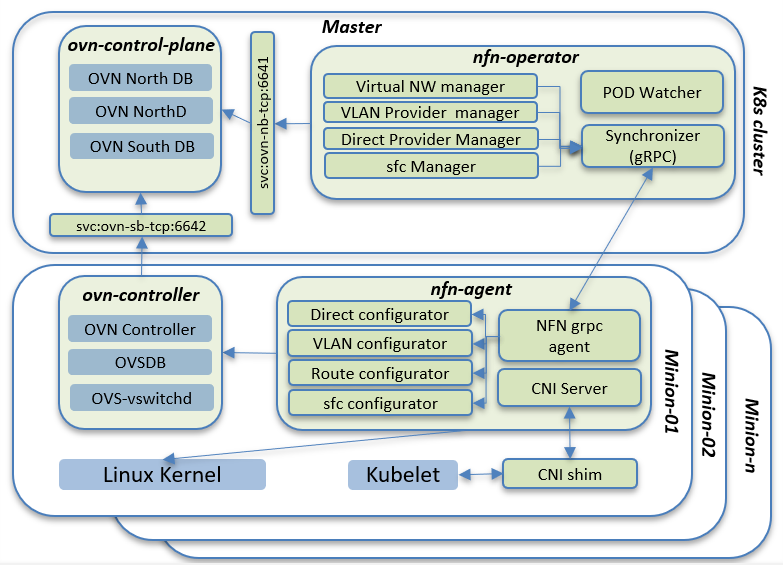 Master
ovn-control-plane
OVN North DB
OVN NorthD
OVN South DB
svc:ovn-nb-tcp:6641
nfn-operator
Virtual NW manager
VLAN Provider  manager
Direct Provider Manager
sfc Manager
POD Watcher
Synchronizer
(gRPC)
K8s cluster
svc:ovn-sb-tcp:6642
ovn-controller
OVN Controller
OVSDB
OVS-vswitchd
nfn-agent
Direct configurator
VLAN configurator
Route configurator
sfc configurator
NFN grpc
agent
CNI Server
Linux Kernel
Kubelet
CNI shim
Minion-01
Minion-02
Minion-n